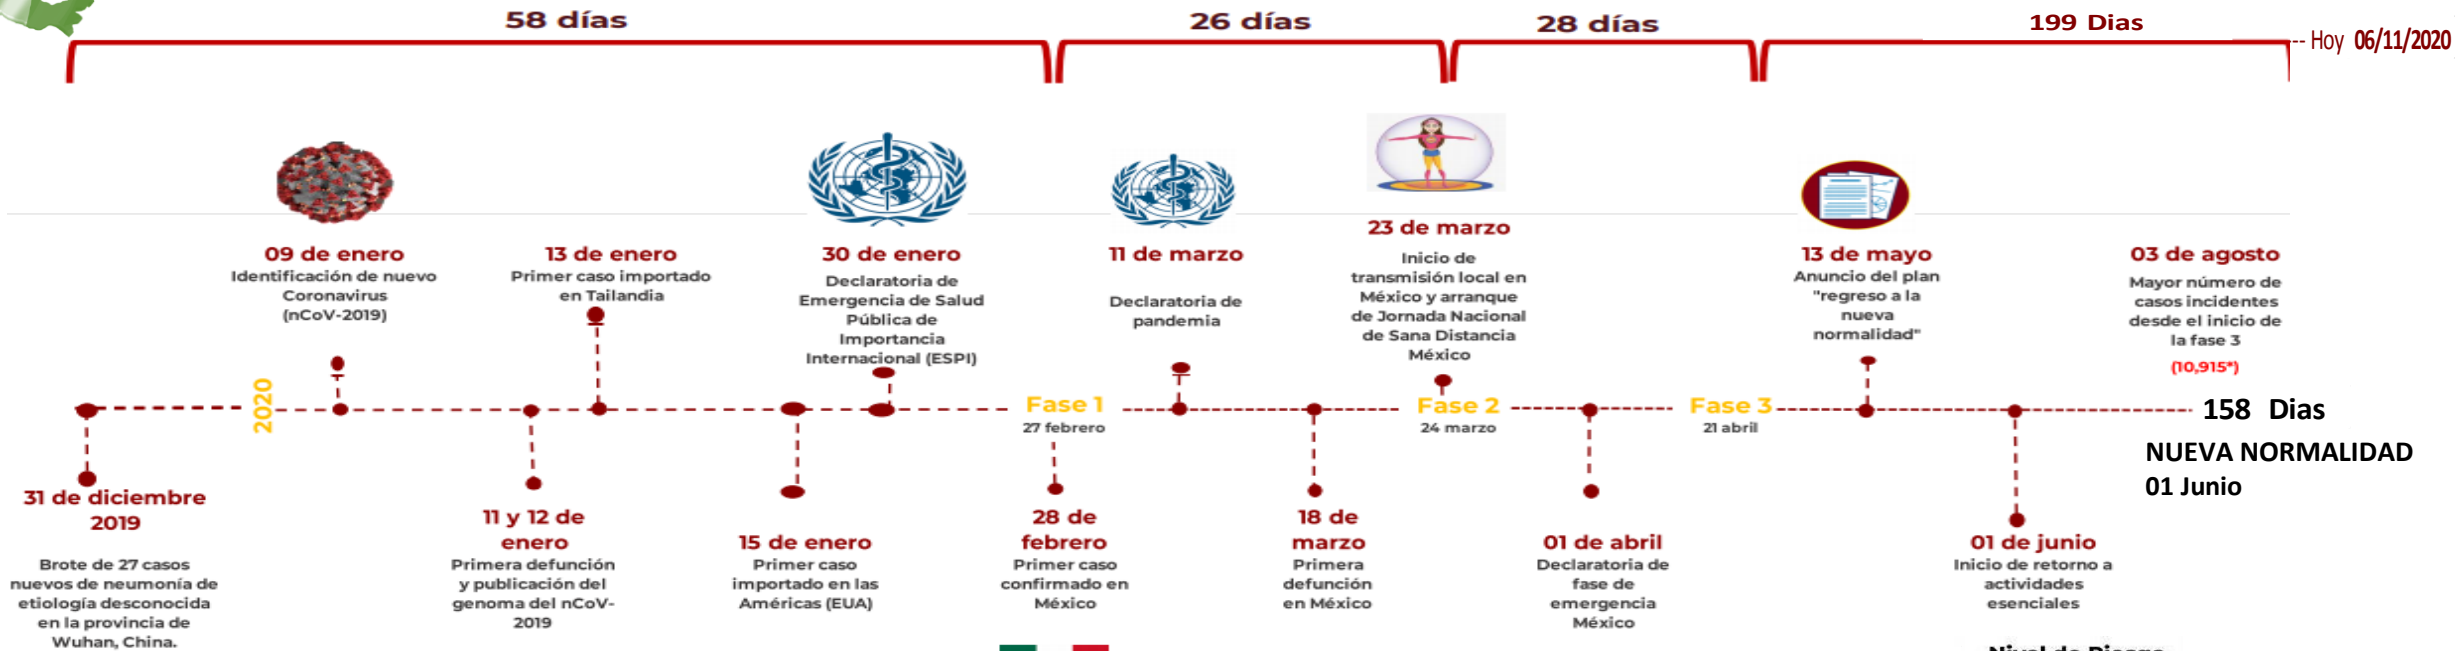 58 días
26 días
28 días
199 Dias
-- Hoy 06/11/2020
09 de enero
Identificación de nuevo
Coronavirus
(nCoV-2019)
13 de enero
Primer caso importado
en Tailandia
30 de enero
Declaratoria de
Emergencia de Salud
Pública de
Importancia
Internacional (ESPI)
11 de marzo
Declaratoria de
pandemia
23 de marzo
Inicio de
transmisión local en
México y arranque
de Jornada Nacional
de Sana Distancia
México
13 de mayo
Anuncio del plan
"regreso a la
nueva
normalidad"
03 de agosto
Mayor número de
casos incidentes
desde el inicio de
la fase 3
(10,915*)
2020
Fase 1
27 febrero
Fase 2
24 marzo
Fase 3
21 abril
158 Dias
NUEVA NORMALIDAD
01 Junio
31 de diciembre
2019
Brote de 27 casos
nuevos de neumonía de
etiología desconocida
en la provincia de
Wuhan, China.
11 y 12 de
enero
Primera defunción
y publicación del
genoma del nCoV-
2019
15 de enero
Primer caso
importado en las
Américas (EUA)
28 de
febrero
Primer caso
confirmado en
México
18 de
marzo
Primera
defunción
en México
01 de abril
Declaratoria de
fase de
emergencia
México
01 de junio
Inicio de retorno a
actividades
esenciales